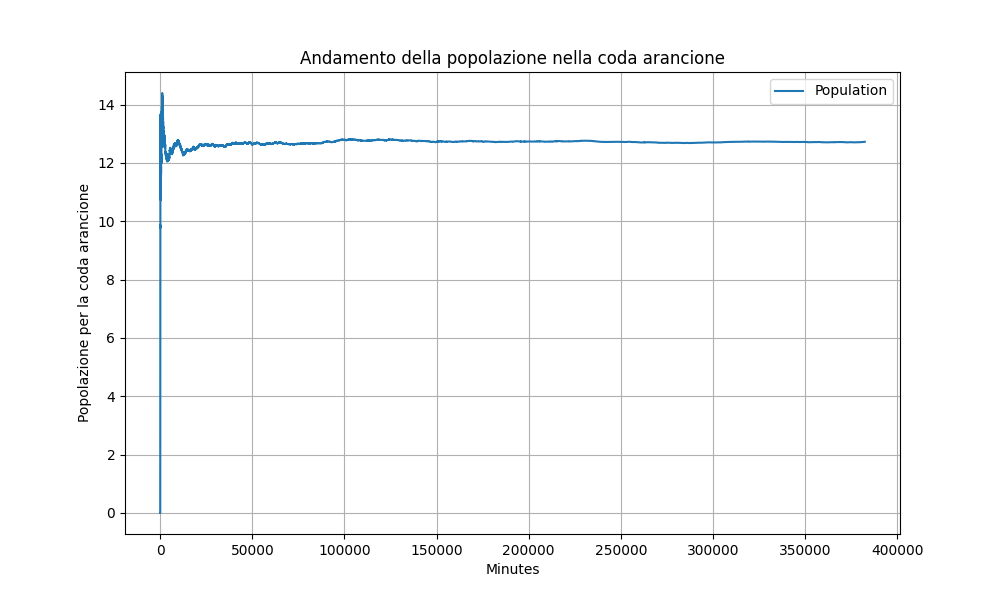 Andamento della popolazione nella coda arancione
Population
Popolazione per la coda arancione
14
12
10
8
6
4
2
0
0 50000 100000 150000 200000 250000 300000 350000 400000
Minutes